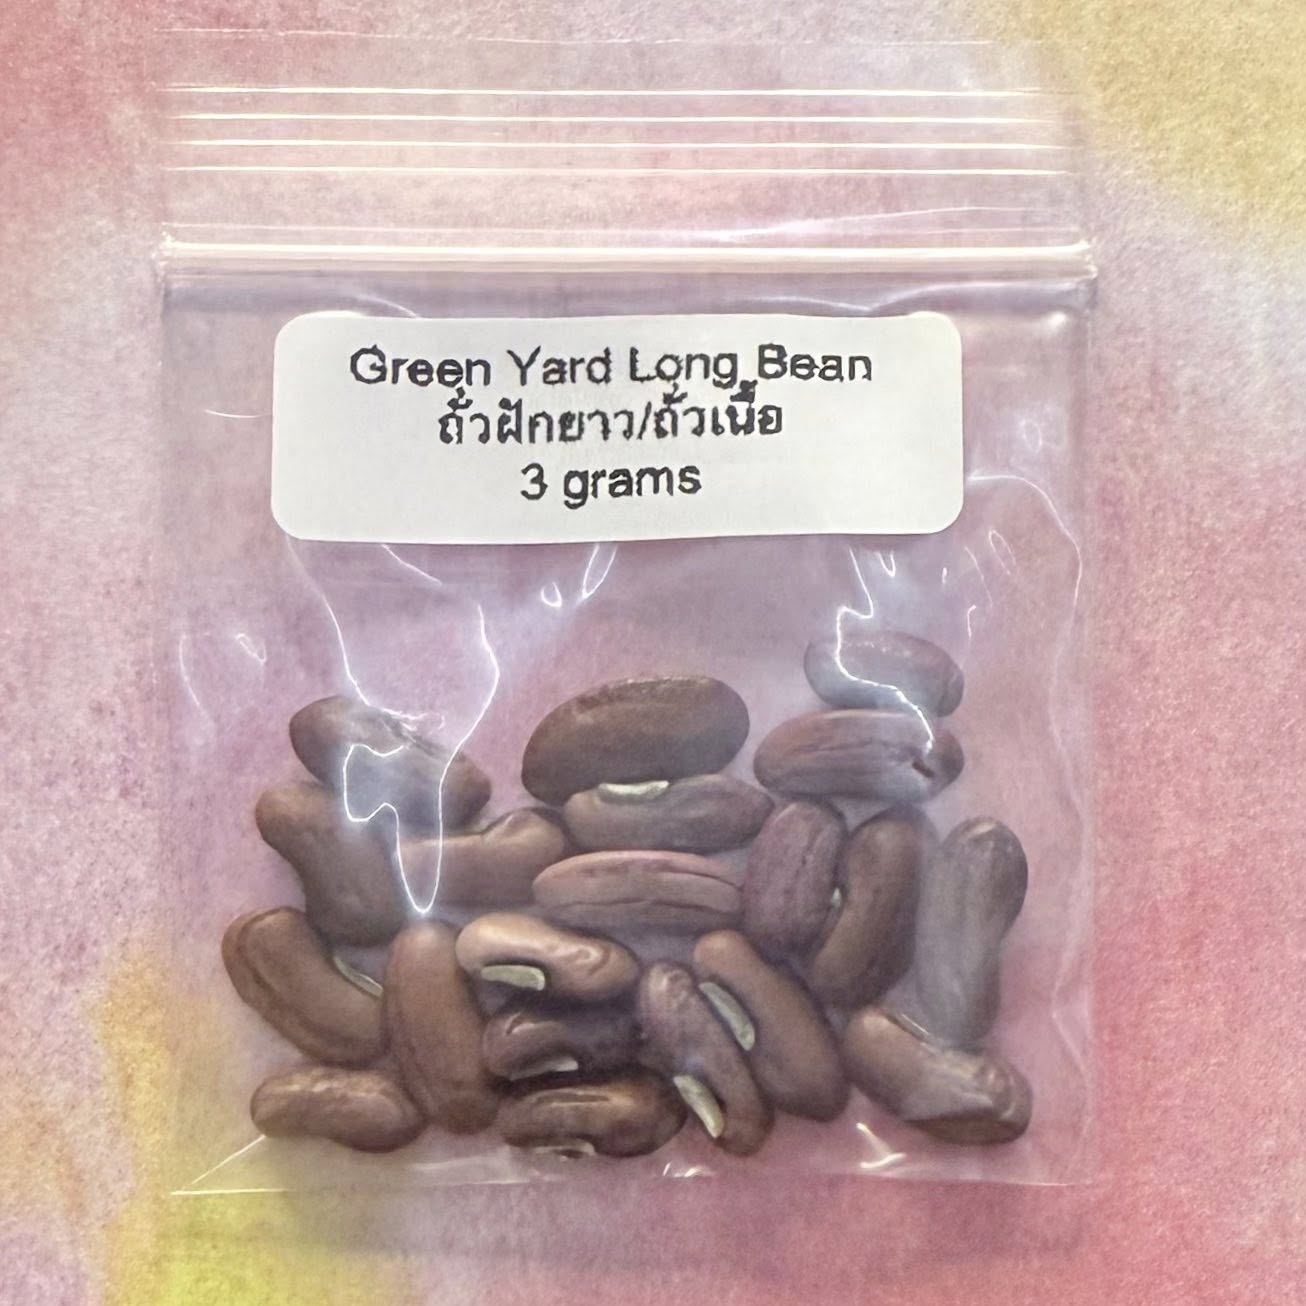 Green Yard Long Bean
ถั่วฝักยาว/ถั่วเนื้อ
3 grams